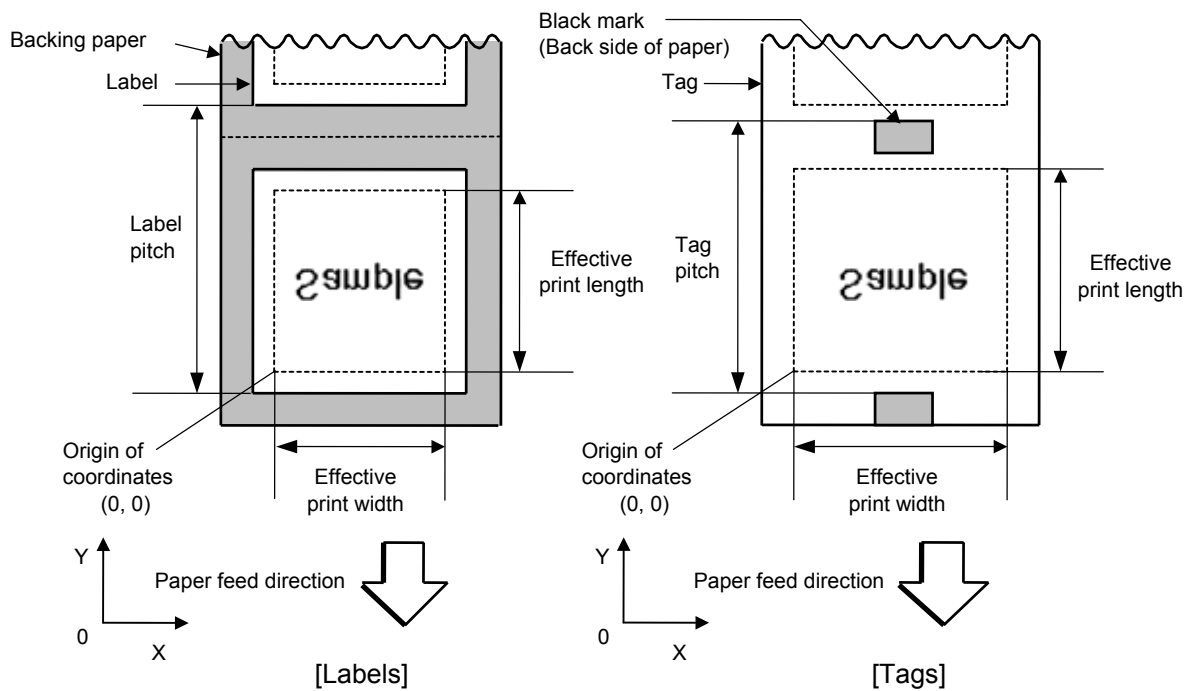 Backing paper
Label
Label
pitch
Sample
Effective
print length
Origin of
coordinates
(0, 0)
Effective
print width
Y
0
X
Paper feed direction
[Labels]
Black mark
(Back side of paper)
Tag
Tag
pitch
Sample
Effective
print length
Origin of
coordinates
(0, 0)
Effective
print width
Y
0
X
Paper feed direction
[Tags]